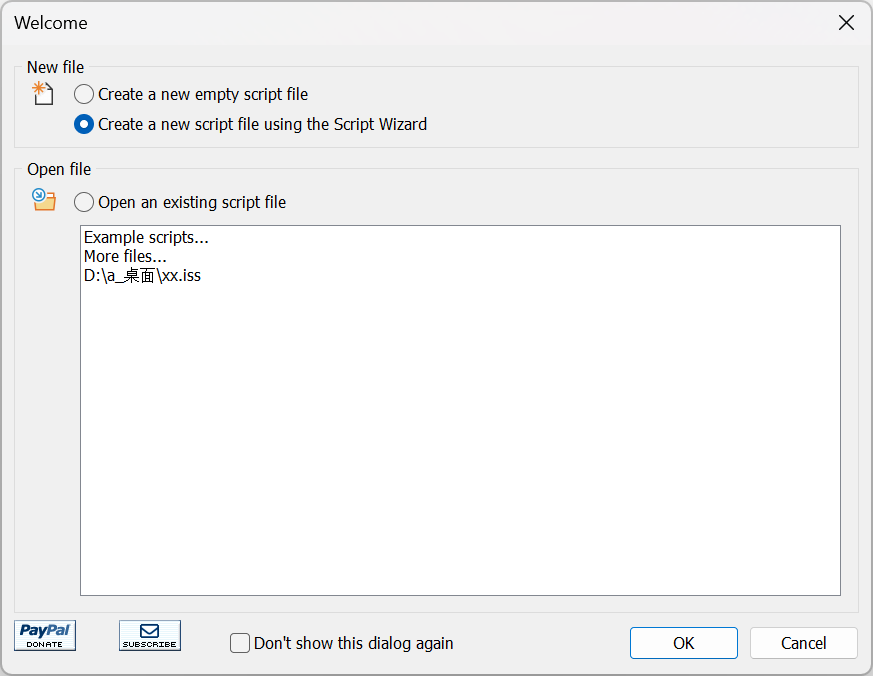 Welcome
New file
Create a new empty script file
Create a new script file using the Script Wizard
Open file
Open an existing script file
Example scripts...
More files...
D:\a_桌面\xx.iss
PayPal
DONATE
SUBSCRIBE
Don't show this dialog again
OK
Cancel